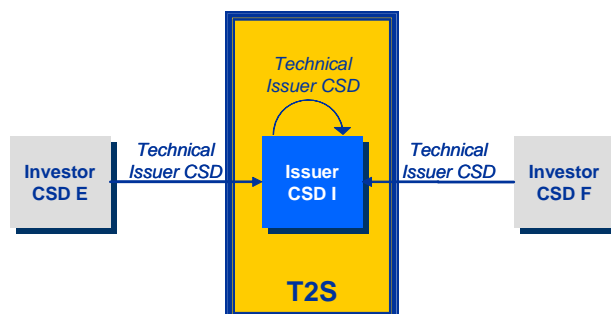 Technical
Issuer CSD
Investor
CSD E
Technical
Issuer CSD
Issuer
CSD I
Technical
Issuer CSD
Investor
CSD F
T2S